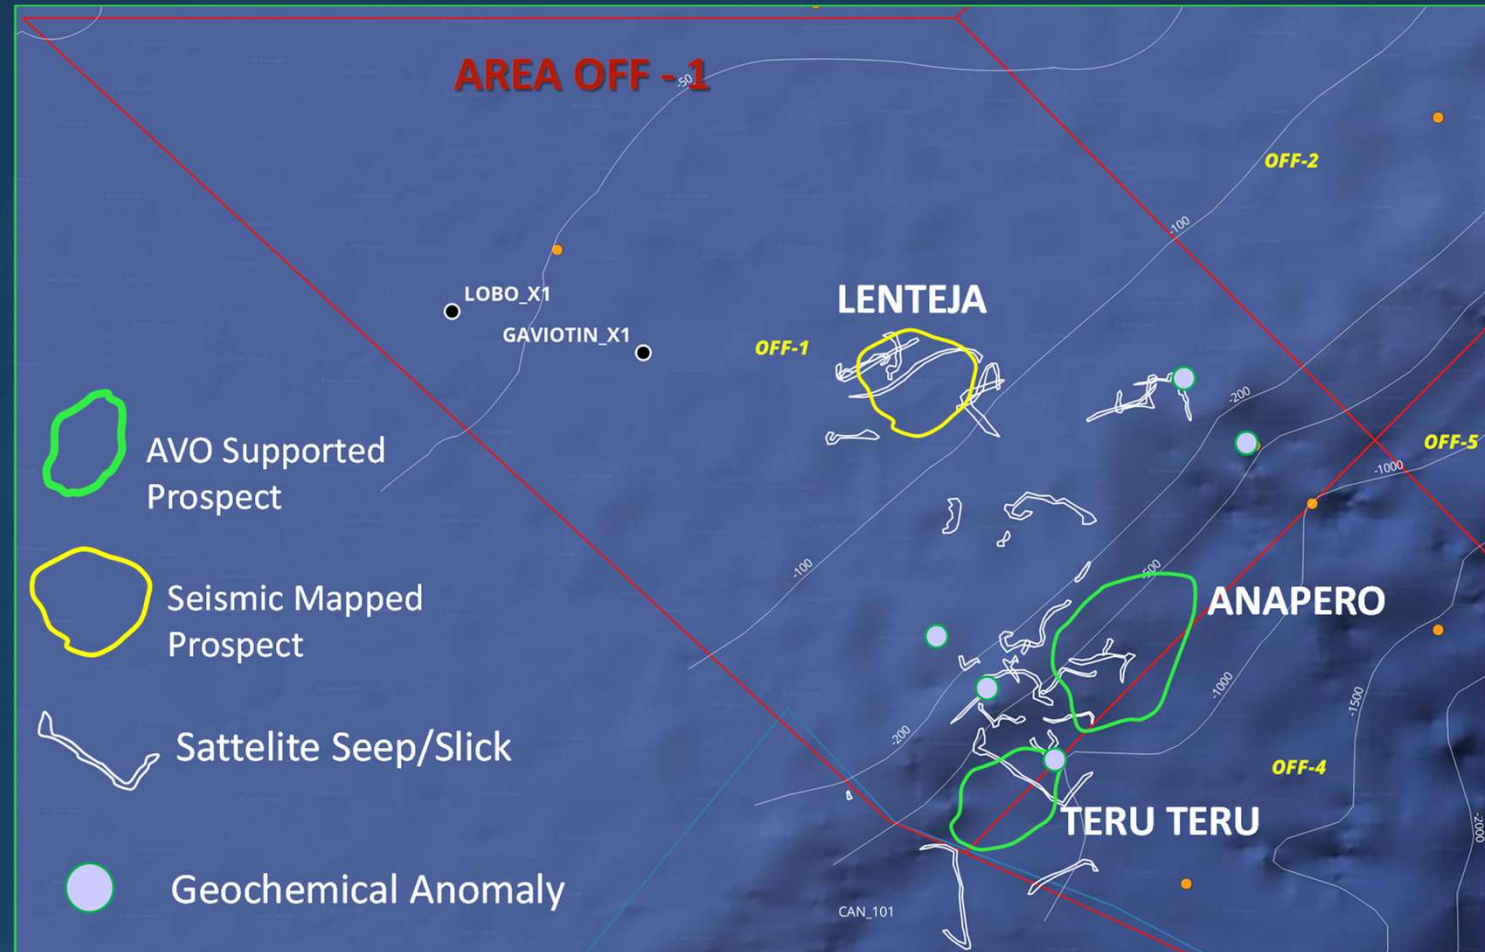 AREA OFF - 1
-50
OFF-2
-100
LOBO_X1
GAVIOTIN_X1
LENTEJA
OFF-1
-200
OFF-5
-1000
AVO Supported
Prospect
-100
-500
ANAPERO
Seismic Mapped
Prospect
-1000
-1500
-200
Sattelite Seep/Slick
OFF-4
TERU TERU
-2000
Geochemical Anomaly
CAN_101